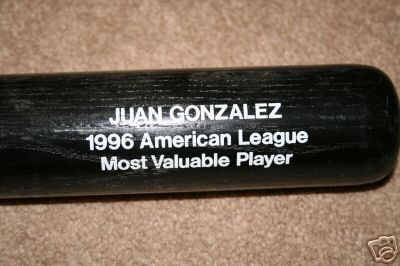 JUAN GONZALEZ
1996 American League
Most Valuable Player